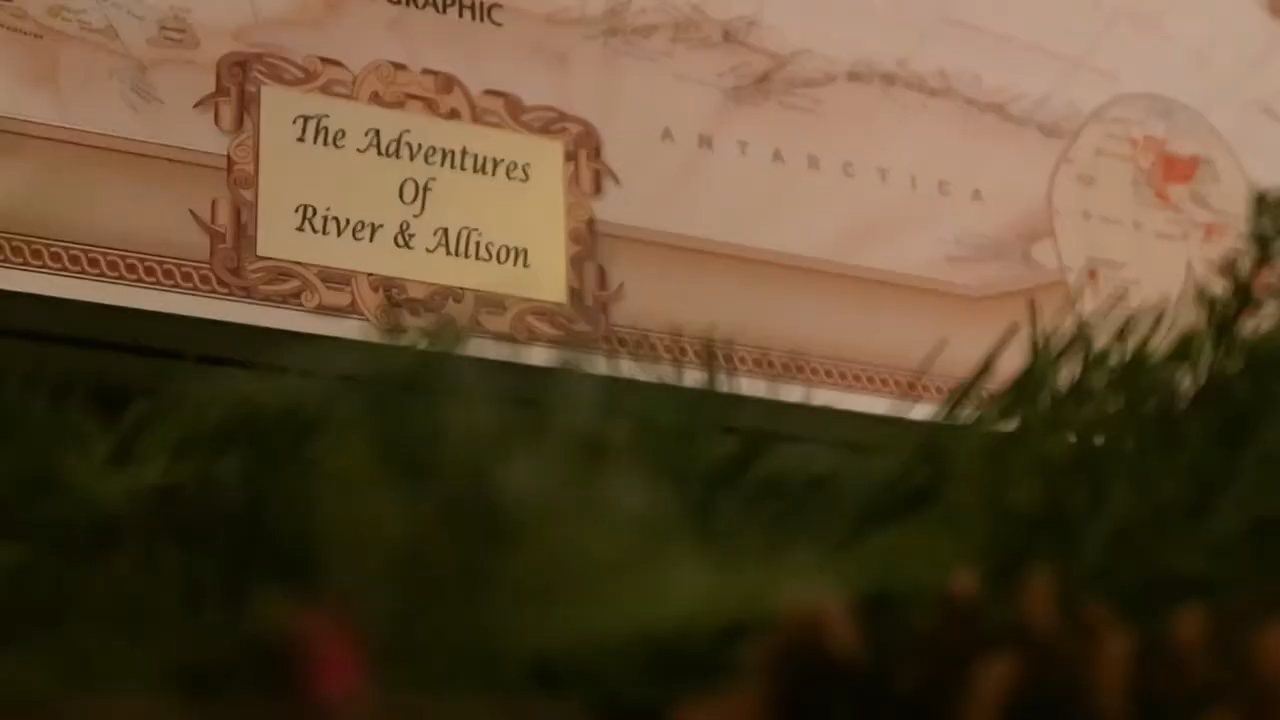 GRAPHIC
The Adventures
Of
River & Allison
ANTARCTICA